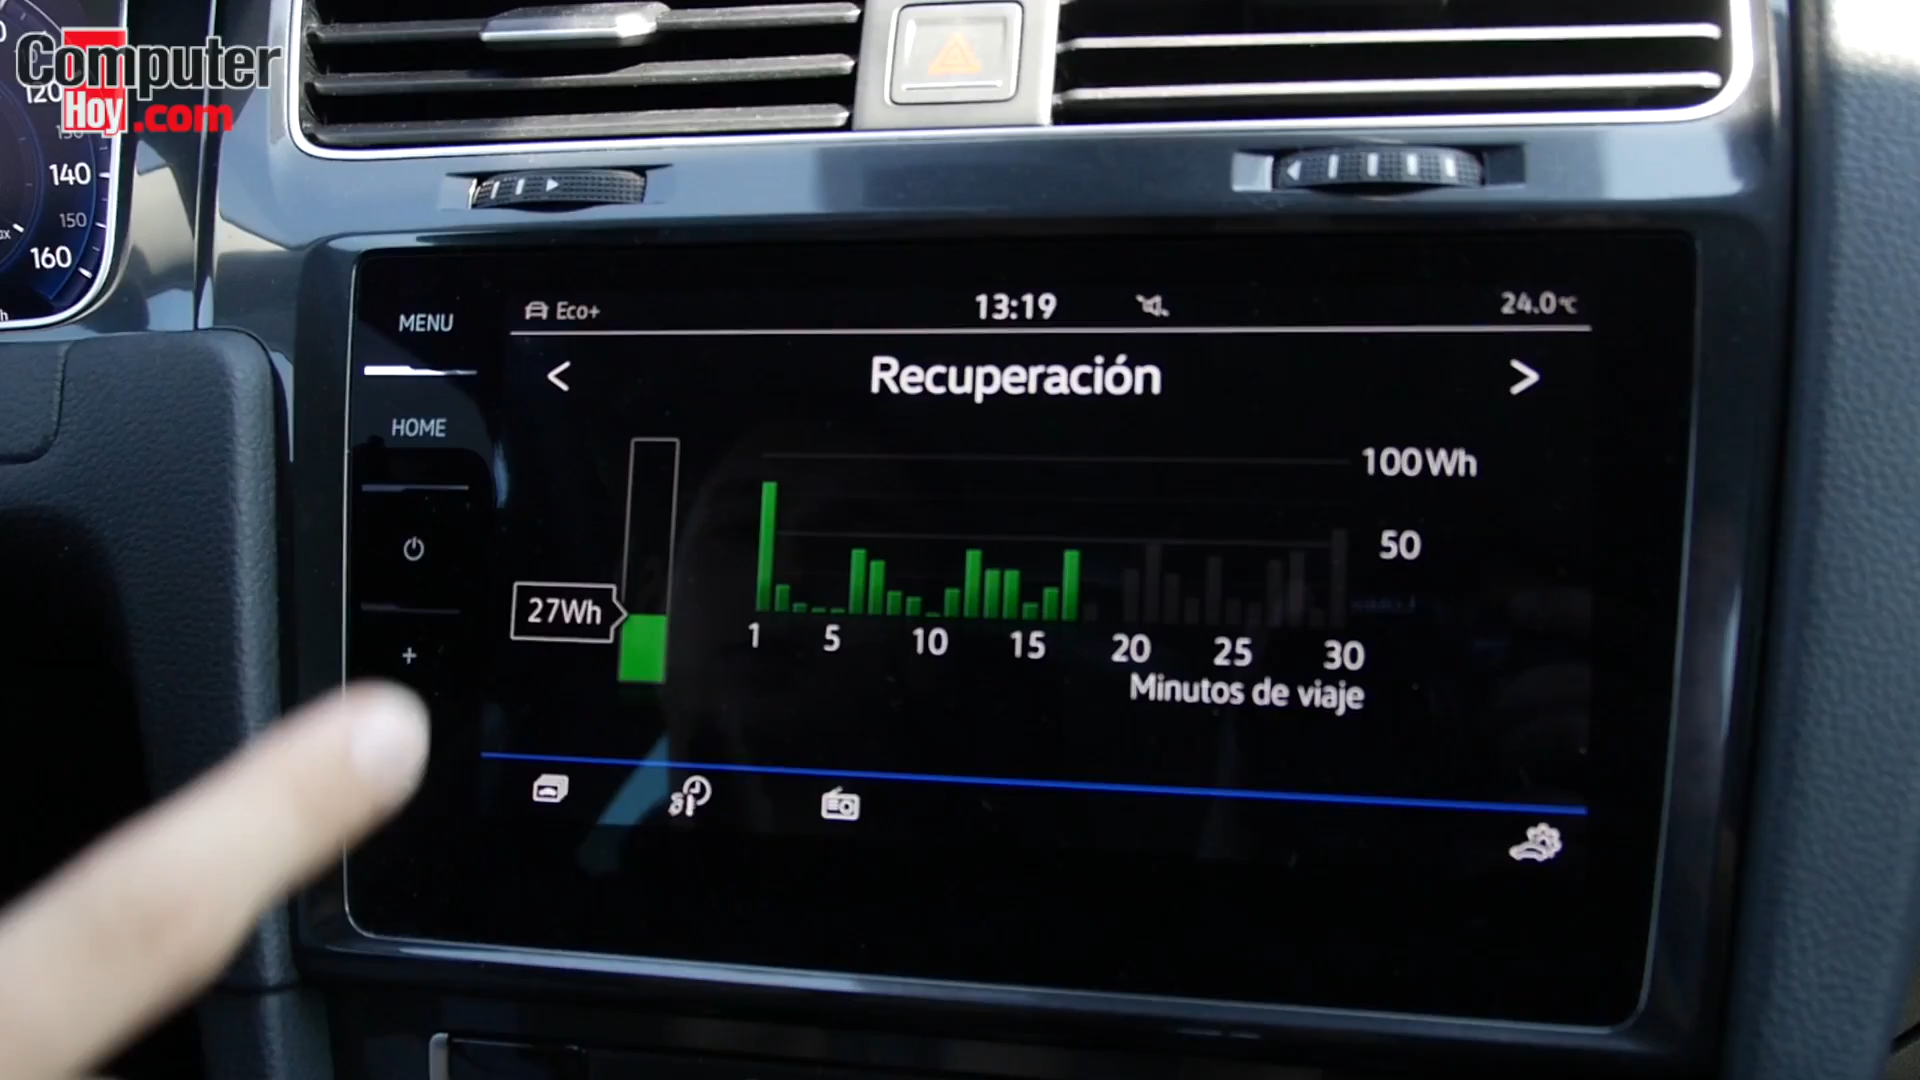 Computer
Hoy.com
120
130
140
150
160
MENU
HOME
+
Eco+
13:19
24.0°C
<
Recuperación
>
100Wh
50
27Wh
1 5 10 15 20 25 30
Minutos de viaje